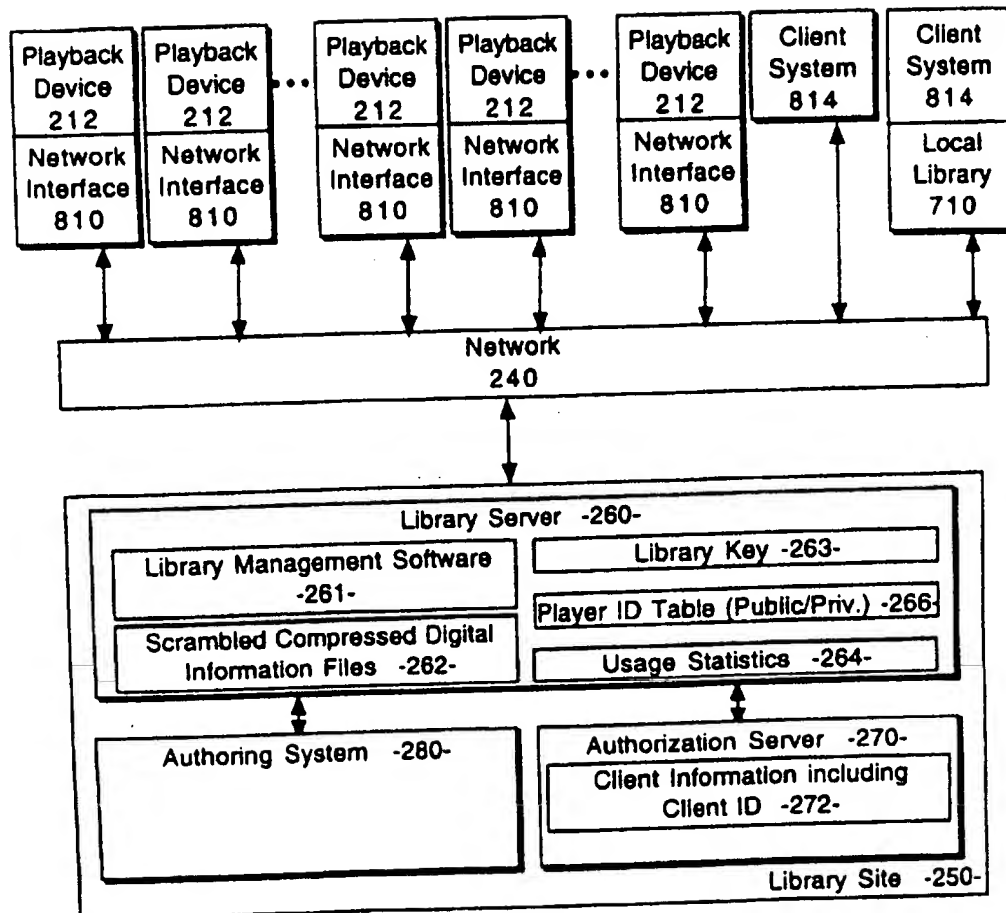 Playback
Device
212
Network
Interface
810
Playback
Device
212
Network
Interface
810
Playback
Device
212
Network
Interface
810
Playback
Device
212
Network
Interface
810
Playback
Device
212
Network
Interface
810
Client
System
814
Client
System
814
Local
Library
710
Network
240
Library Server -260-
Library Management Software
-261-
Scrambled Compressed Digital
Information Files -262-
Library Key -263-
Player ID Table (Public/Priv.) -266-
Usage Statistics -264-
Authoring System -280-
Authorization Server -270-
Client Information including
Client ID -272-
Library Site -250-